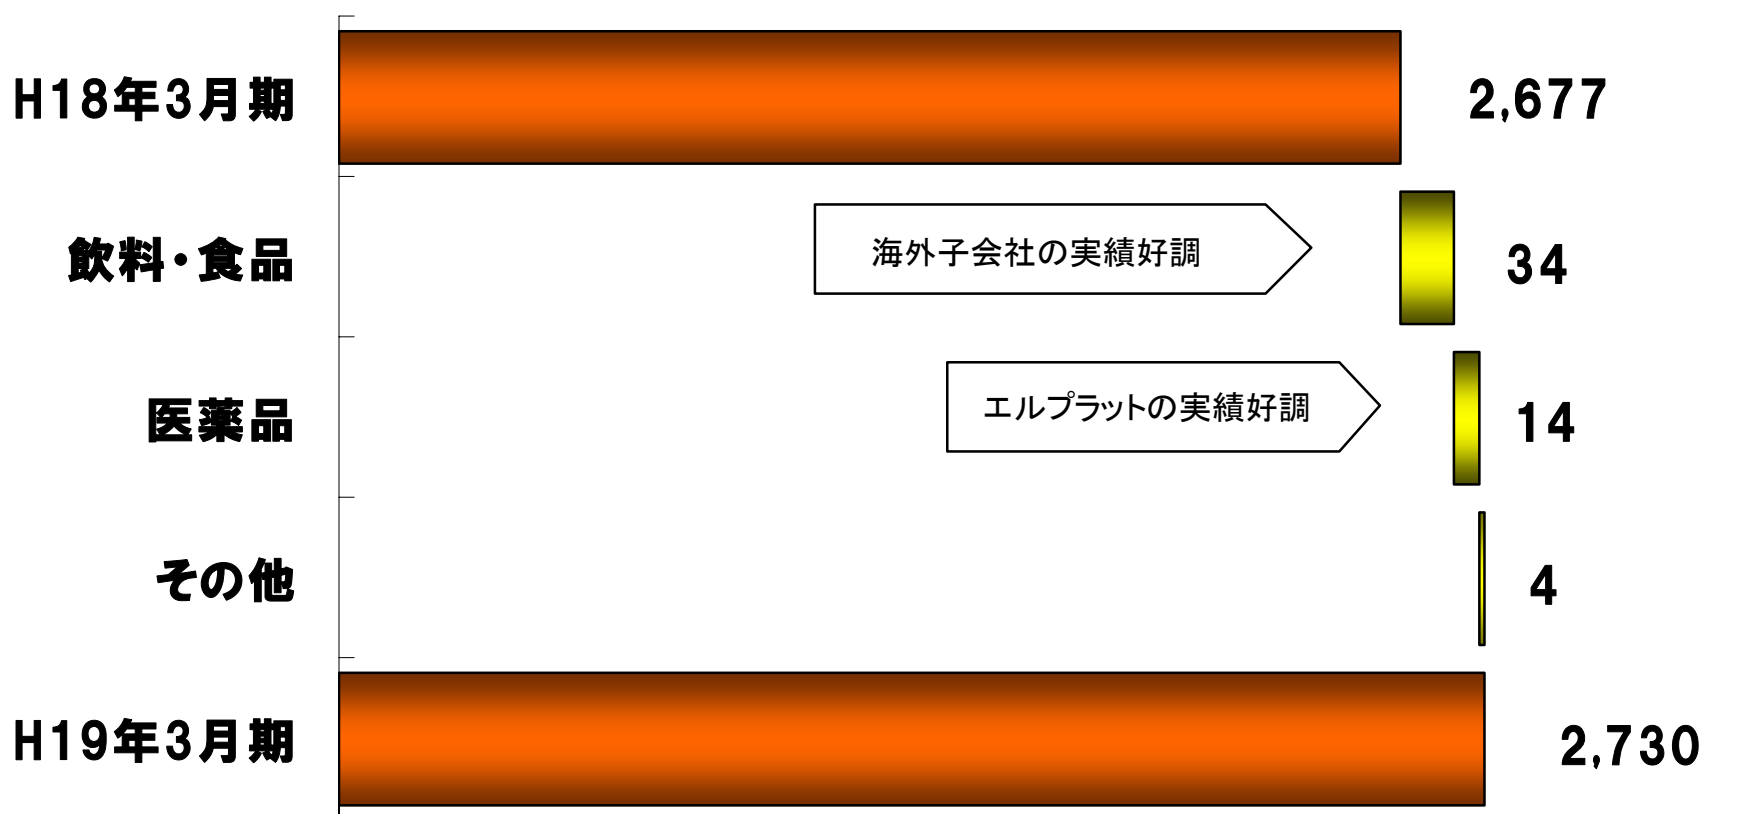 H18年3月期 2,677
飲料・食品 海外子会社の実績好調 34
医薬品 エルプラットの実績好調 14
その他 4
H19年3月期 2,730